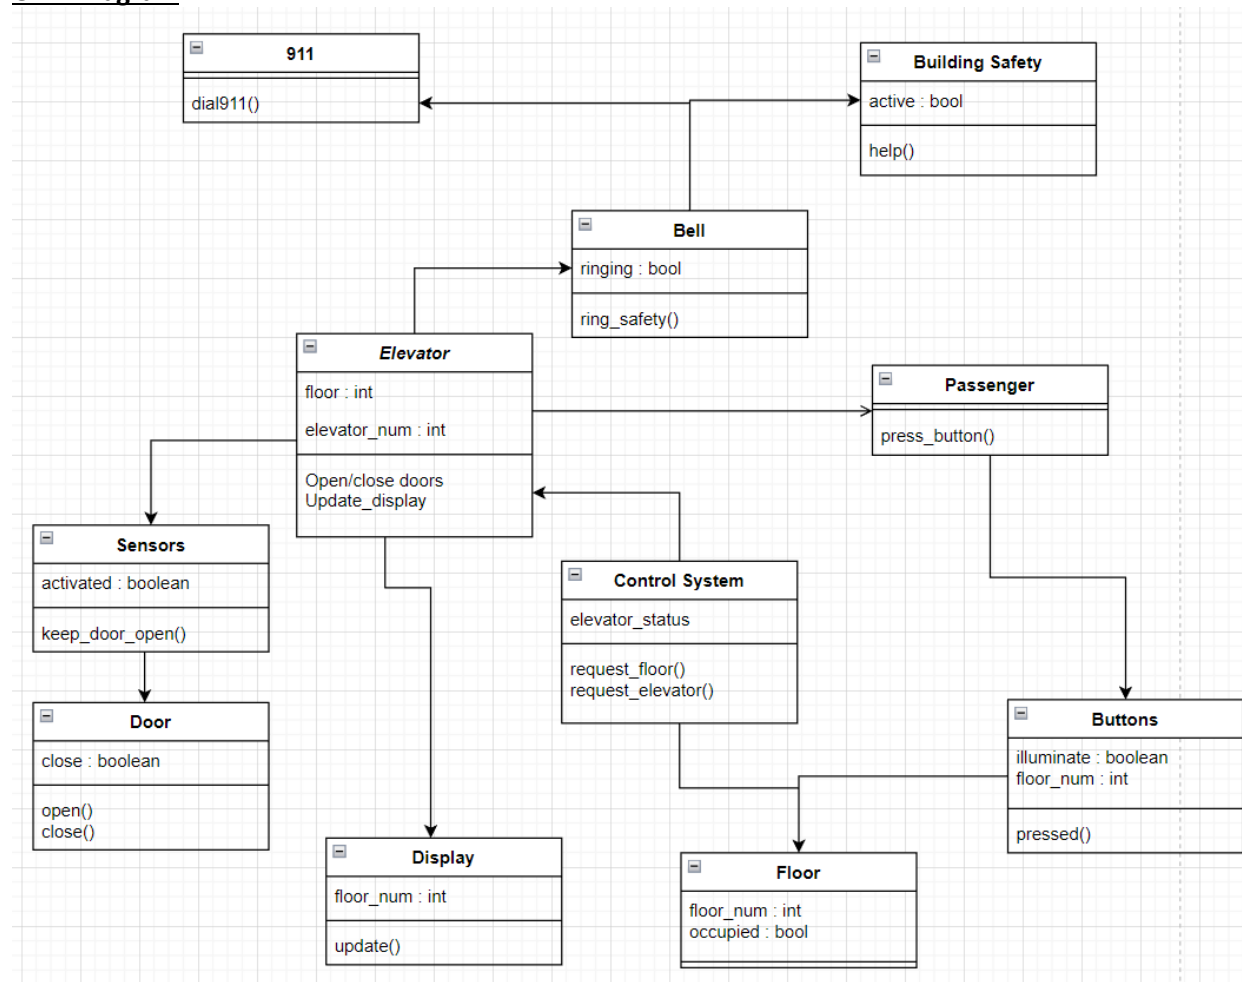 911
dial911()
Building Safety
active : bool
help()
Bell
ringing : bool
ring_safety()
Elevator
floor : int
elevator_num : int
Open/close doors
Update_display
Passenger
press_button()
Sensors
activated : boolean
keep_door_open()
Control System
elevator_status
request_floor()
request_elevator()
Door
close : boolean
open()
close()
Buttons
illuminate : boolean
floor_num : int
pressed()
Display
floor_num : int
update()
Floor
floor_num : int
occupied : bool